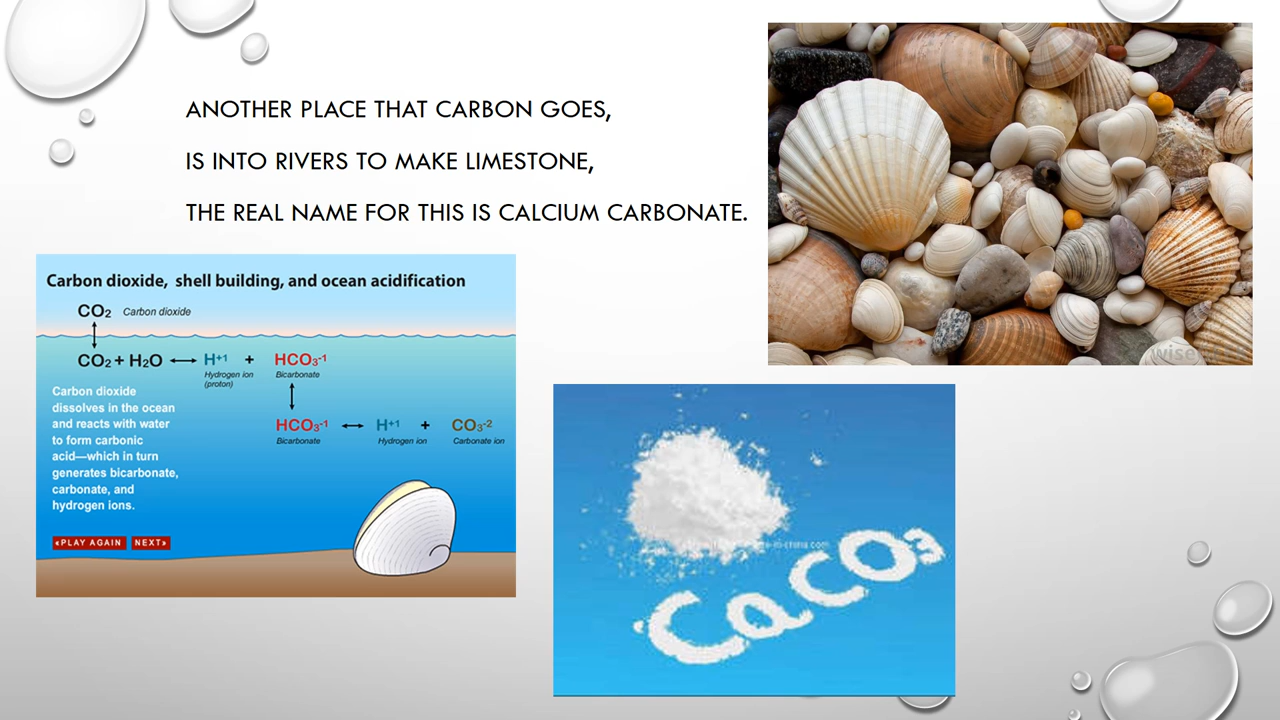 ANOTHER PLACE THAT CARBON GOES,
IS INTO RIVERS TO MAKE LIMESTONE,
THE REAL NAME FOR THIS IS CALCIUM CARBONATE.
Carbon dioxide, shell building, and ocean acidification
CO2 Carbon dioxide
CO2 + H2O ↔ H+1 + HCO3-1
Hydrogen ion (proton) Bicarbonate
Carbon dioxide
dissolves in the ocean
and reacts with water
to form carbonic
acid—which in turn
generates bicarbonate,
carbonate, and
hydrogen ions.
HCO3-1 ↔ H+1 + CO3-2
Bicarbonate Hydrogen ion Carbonate ion
«PLAY AGAIN NEXT»
CaCO3